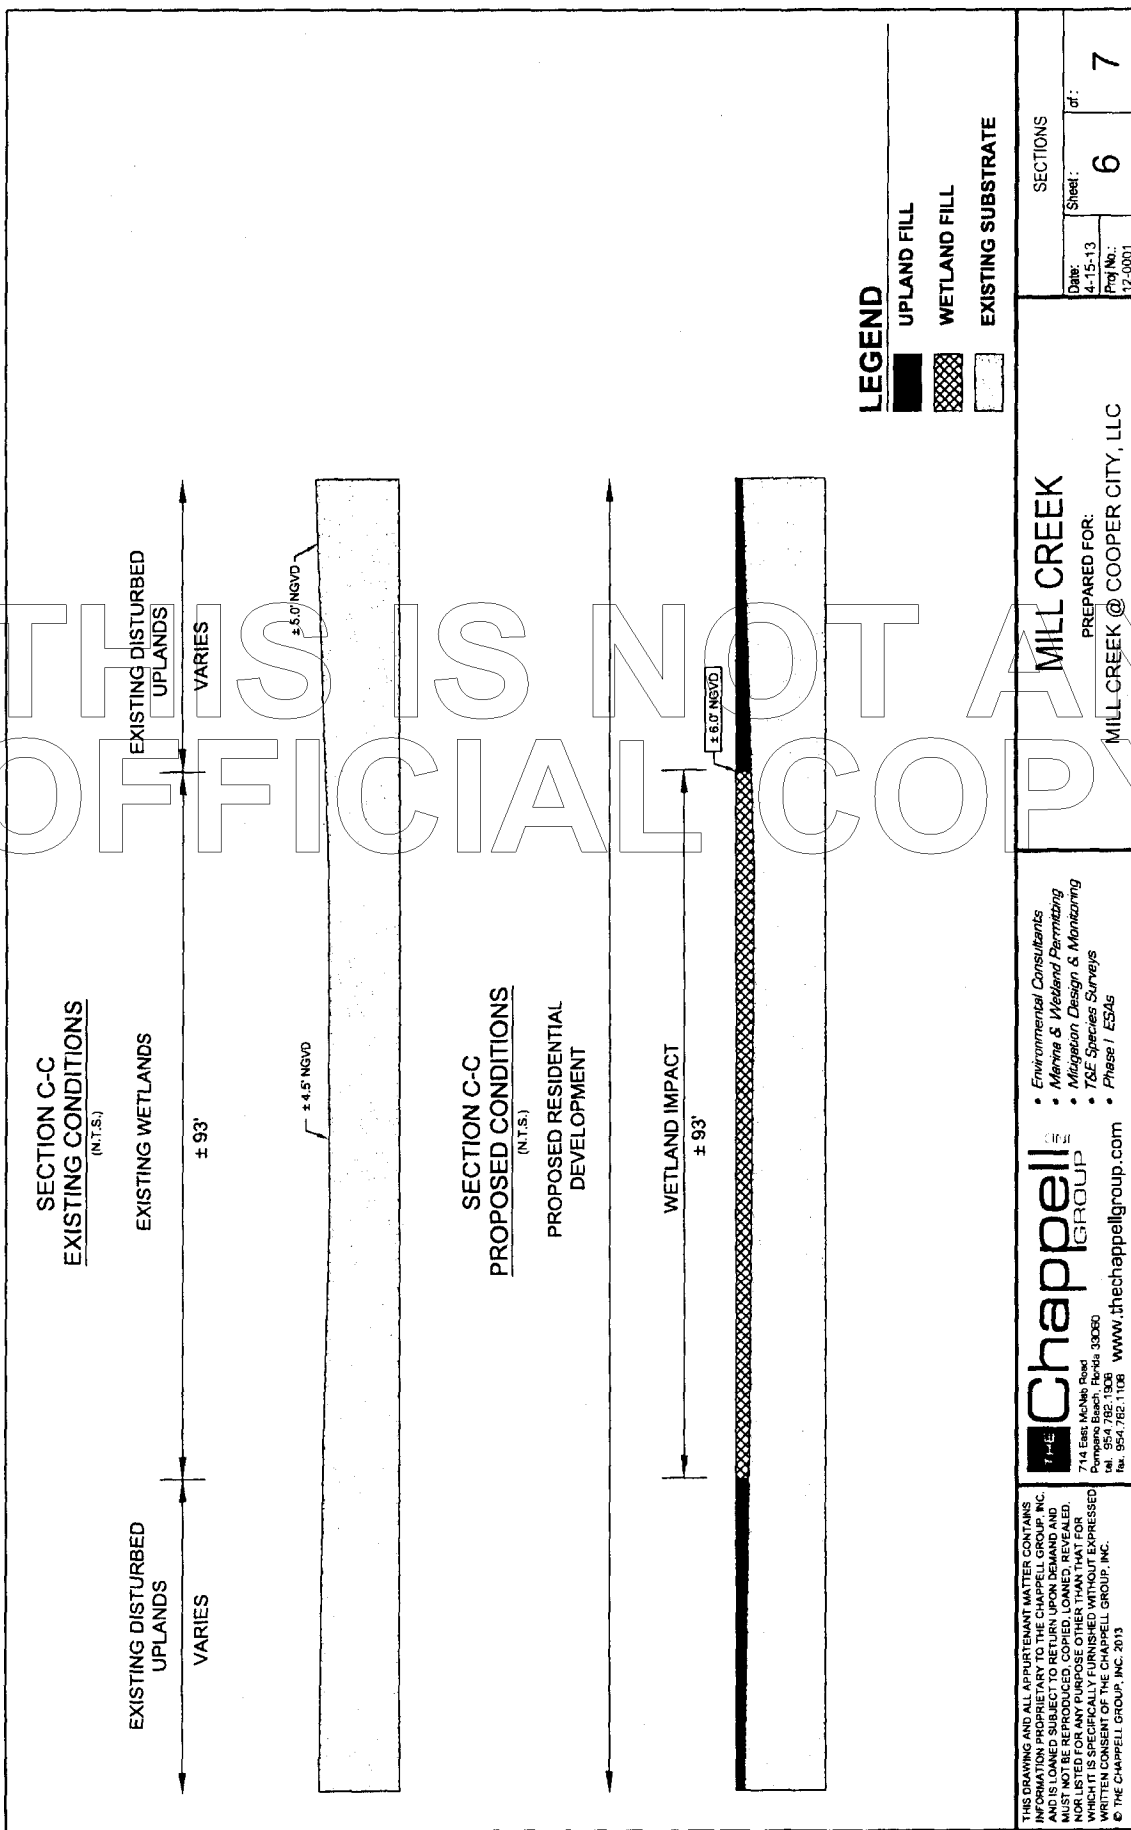 SECTION C-C
EXISTING CONDITIONS
(N.T.S.)
EXISTING DISTURBED
UPLANDS
VARIES
EXISTING WETLANDS
± 93'
EXISTING DISTURBED
UPLANDS
VARIES
± 4.5' NGVD
± 5.0' NGVD
SECTION C-C
PROPOSED CONDITIONS
(N.T.S.)
PROPOSED RESIDENTIAL
DEVELOPMENT
WETLAND IMPACT
± 93'
± 6.0' NGVD
LEGEND
UPLAND FILL
WETLAND FILL
EXISTING SUBSTRATE
THIS IS NOT AN
OFFICIAL COPY
THIS DRAWING AND ALL APPURTENANT MATTER CONTAINS
INFORMATION PROPRIETARY TO THE CHAPPELL GROUP, INC.
AND IS LOANED SUBJECT TO RETURN UPON DEMAND AND
MUST NOT BE REPRODUCED, COPIED, LOANED, REVEALED,
NOR LISTED FOR ANY PURPOSE OTHER THAN THAT FOR
WHICH IT IS SPECIFICALLY FURNISHED WITHOUT EXPRESSED
WRITTEN CONSENT OF THE CHAPPELL GROUP, INC.
© THE CHAPPELL GROUP, INC. 2013
THE Chappell GROUP
714 East McNab Road
Pompano Beach, Florida 33060
tel. 954.782.1908
fax. 954.782.1108
www.thechappellgroup.com
• Environmental Consultants
• Marine & Wetland Permitting
• Mitigation Design & Monitoring
• T&E Species Surveys
• Phase I ESAs
MILL CREEK
PREPARED FOR:
MILL CREEK @ COOPER CITY, LLC
SECTIONS
Date:
4-15-13
Proj No.:
12-0001
Sheet:
6
of:
7